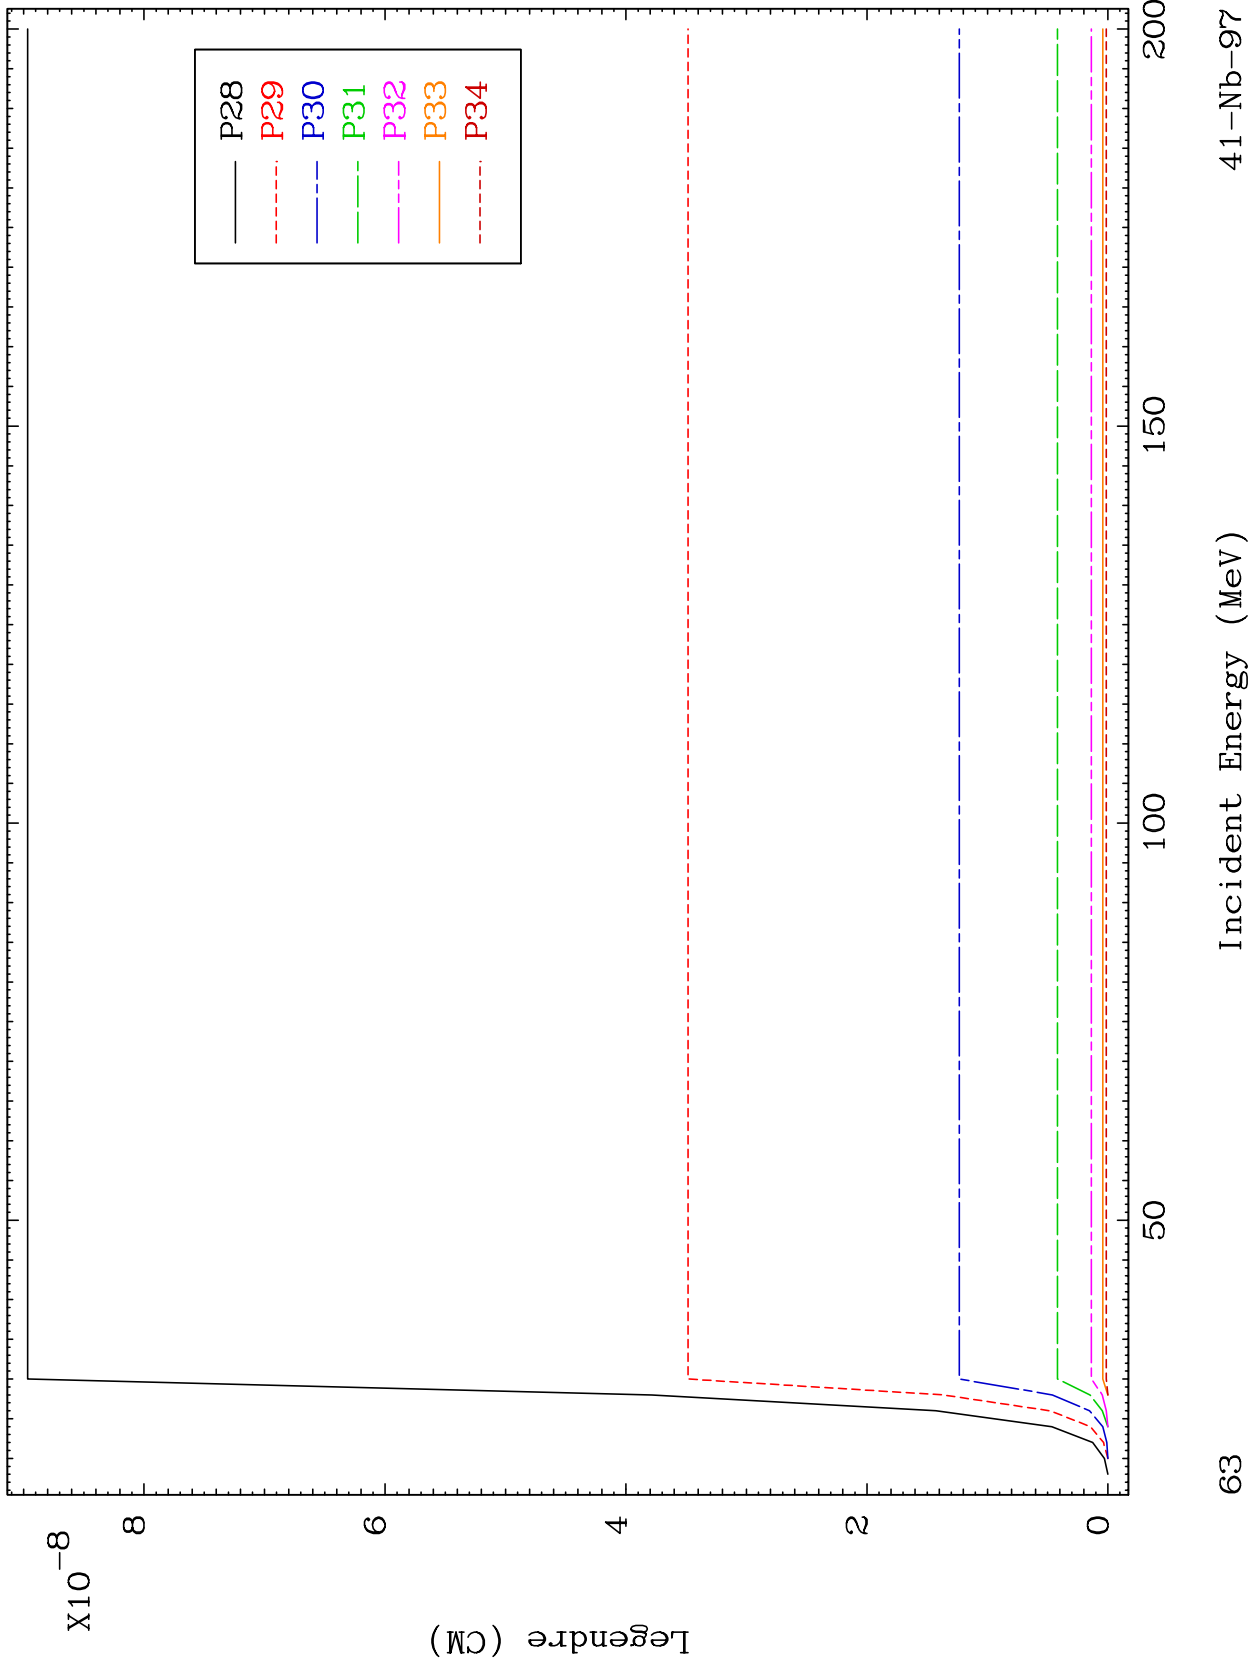 X10-8
8
6
4
2
0
Legendre (CM)
P28
P29
P30
P31
P32
P33
P34
50
100
150
200
Incident Energy (MeV)
63
41-Nb-97